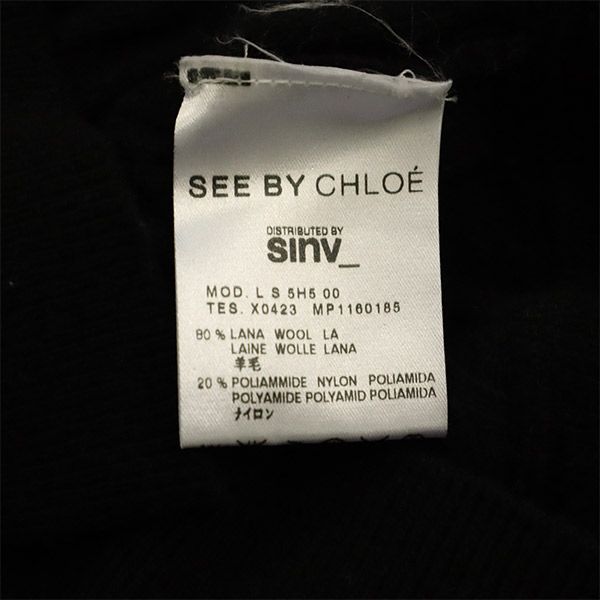 SEE BY CHLOÉ
DISTRIBUTED BY
sinv_
MOD. L S 5H5 00
TES. X0423 MP1160185
80 % LANA WOOL LA
LAINE WOLLE LANA
羊毛
20 % POLIAMMIDE NYLON POLIAMIDA
POLYAMIDE POLYAMID POLIAMIDA
ナイロン